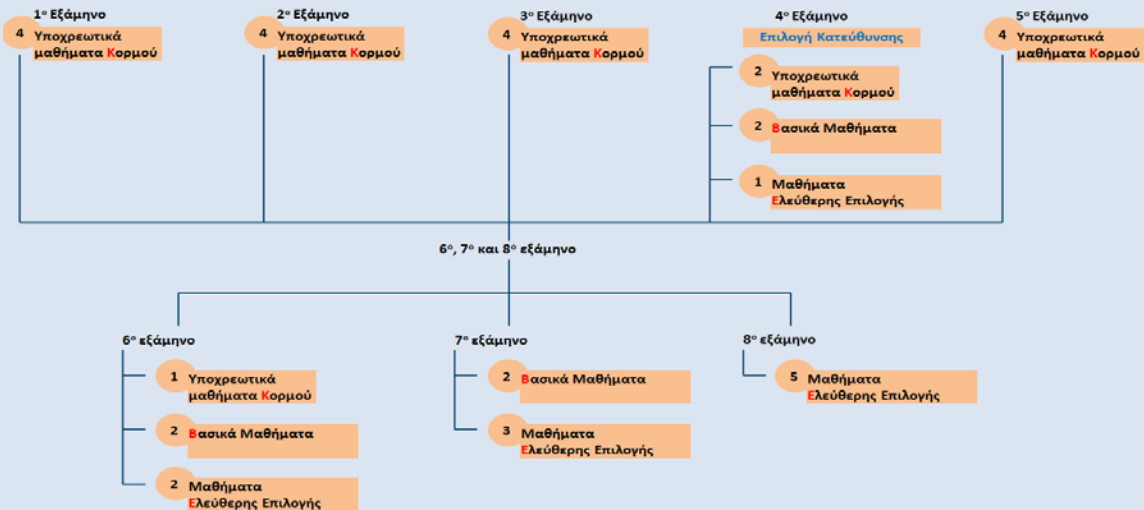 1ο Εξάμηνο
4 Υποχρεωτικά
μαθήματα Κορμού
2ο Εξάμηνο
4 Υποχρεωτικά
μαθήματα Κορμού
3ο Εξάμηνο
4 Υποχρεωτικά
μαθήματα Κορμού
4ο Εξάμηνο
Επιλογή Κατεύθυνσης
2 Υποχρεωτικά
μαθήματα Κορμού
2 Βασικά Μαθήματα
1 Μαθήματα
Ελεύθερης Επιλογής
5ο Εξάμηνο
4 Υποχρεωτικά
μαθήματα Κορμού
6ο, 7ο και 8ο εξάμηνο
6ο εξάμηνο
1 Υποχρεωτικά
μαθήματα Κορμού
2 Βασικά Μαθήματα
2 Μαθήματα
Ελεύθερης Επιλογής
7ο εξάμηνο
2 Βασικά Μαθήματα
3 Μαθήματα
Ελεύθερης Επιλογής
8ο εξάμηνο
5 Μαθήματα
Ελεύθερης Επιλογής